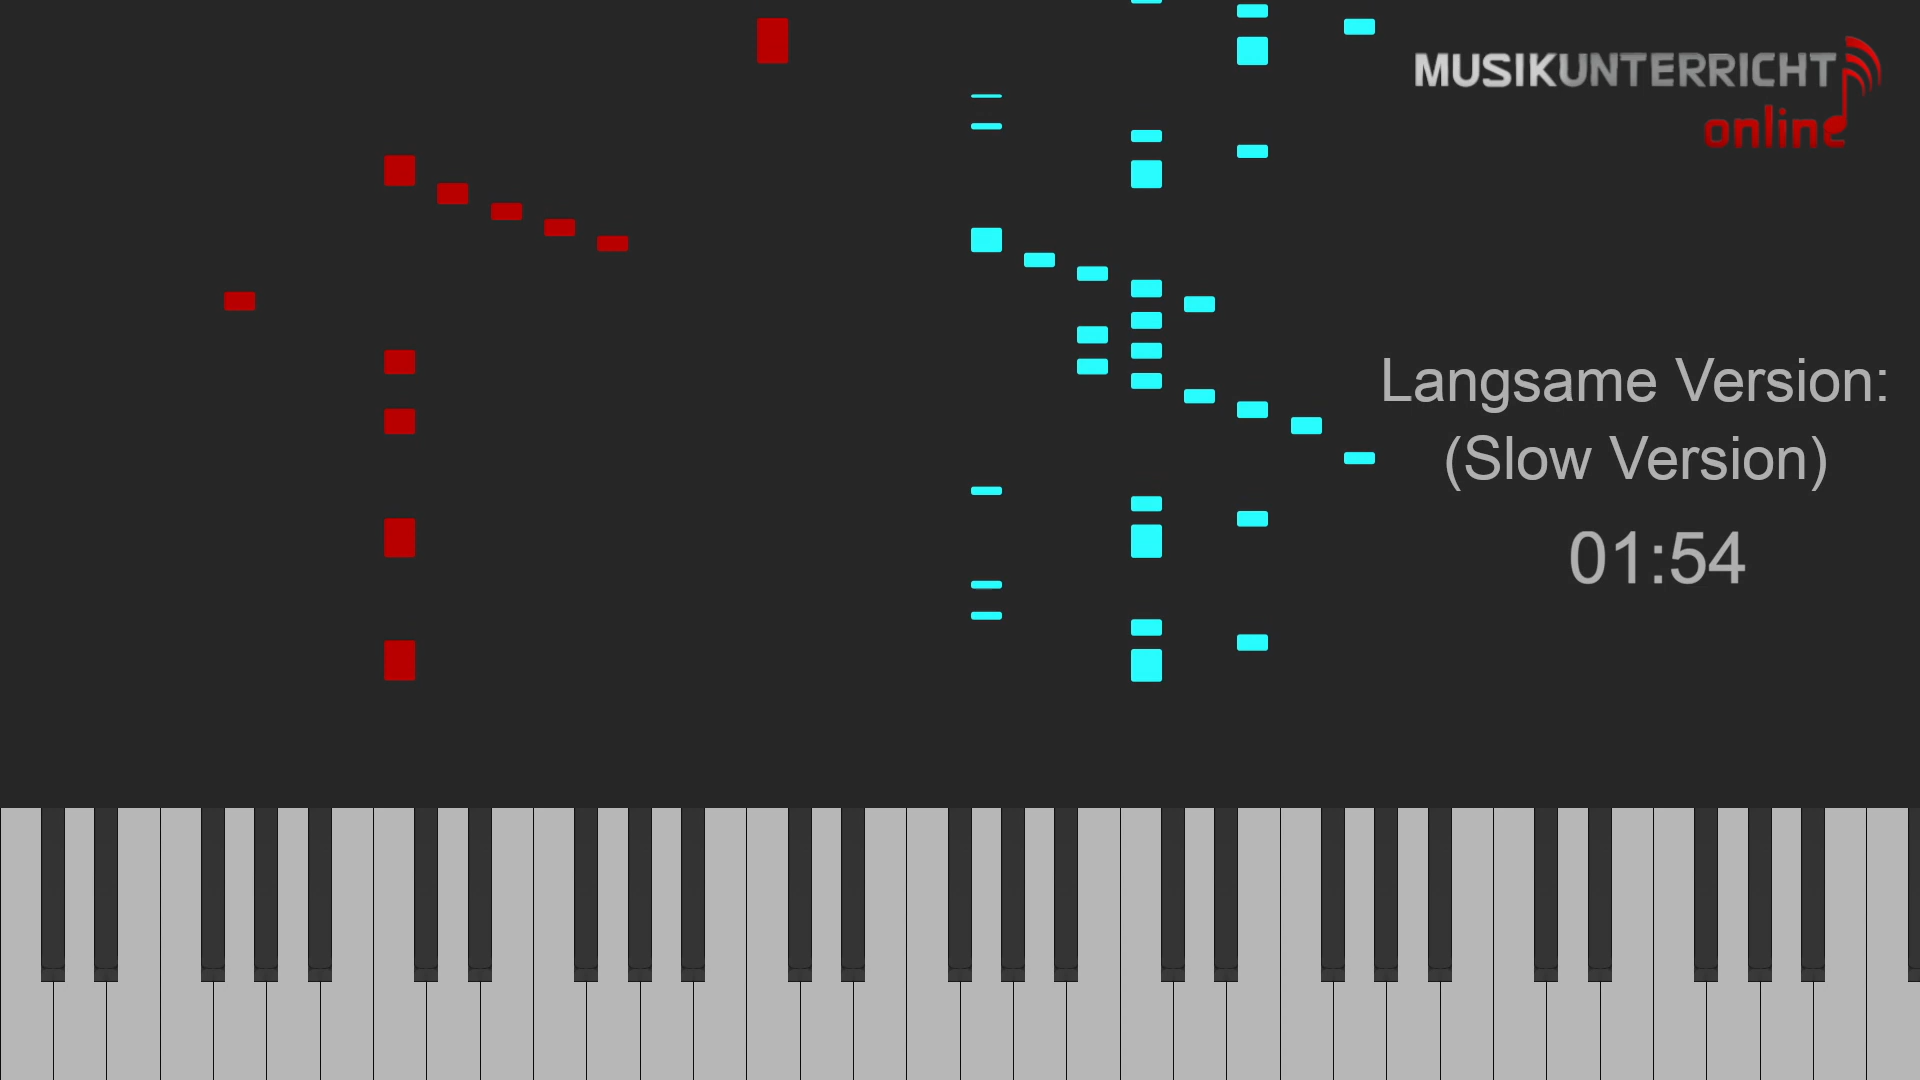 MUSIKUNTERRICHT
online
Langsame Version:
(Slow Version)
01:54